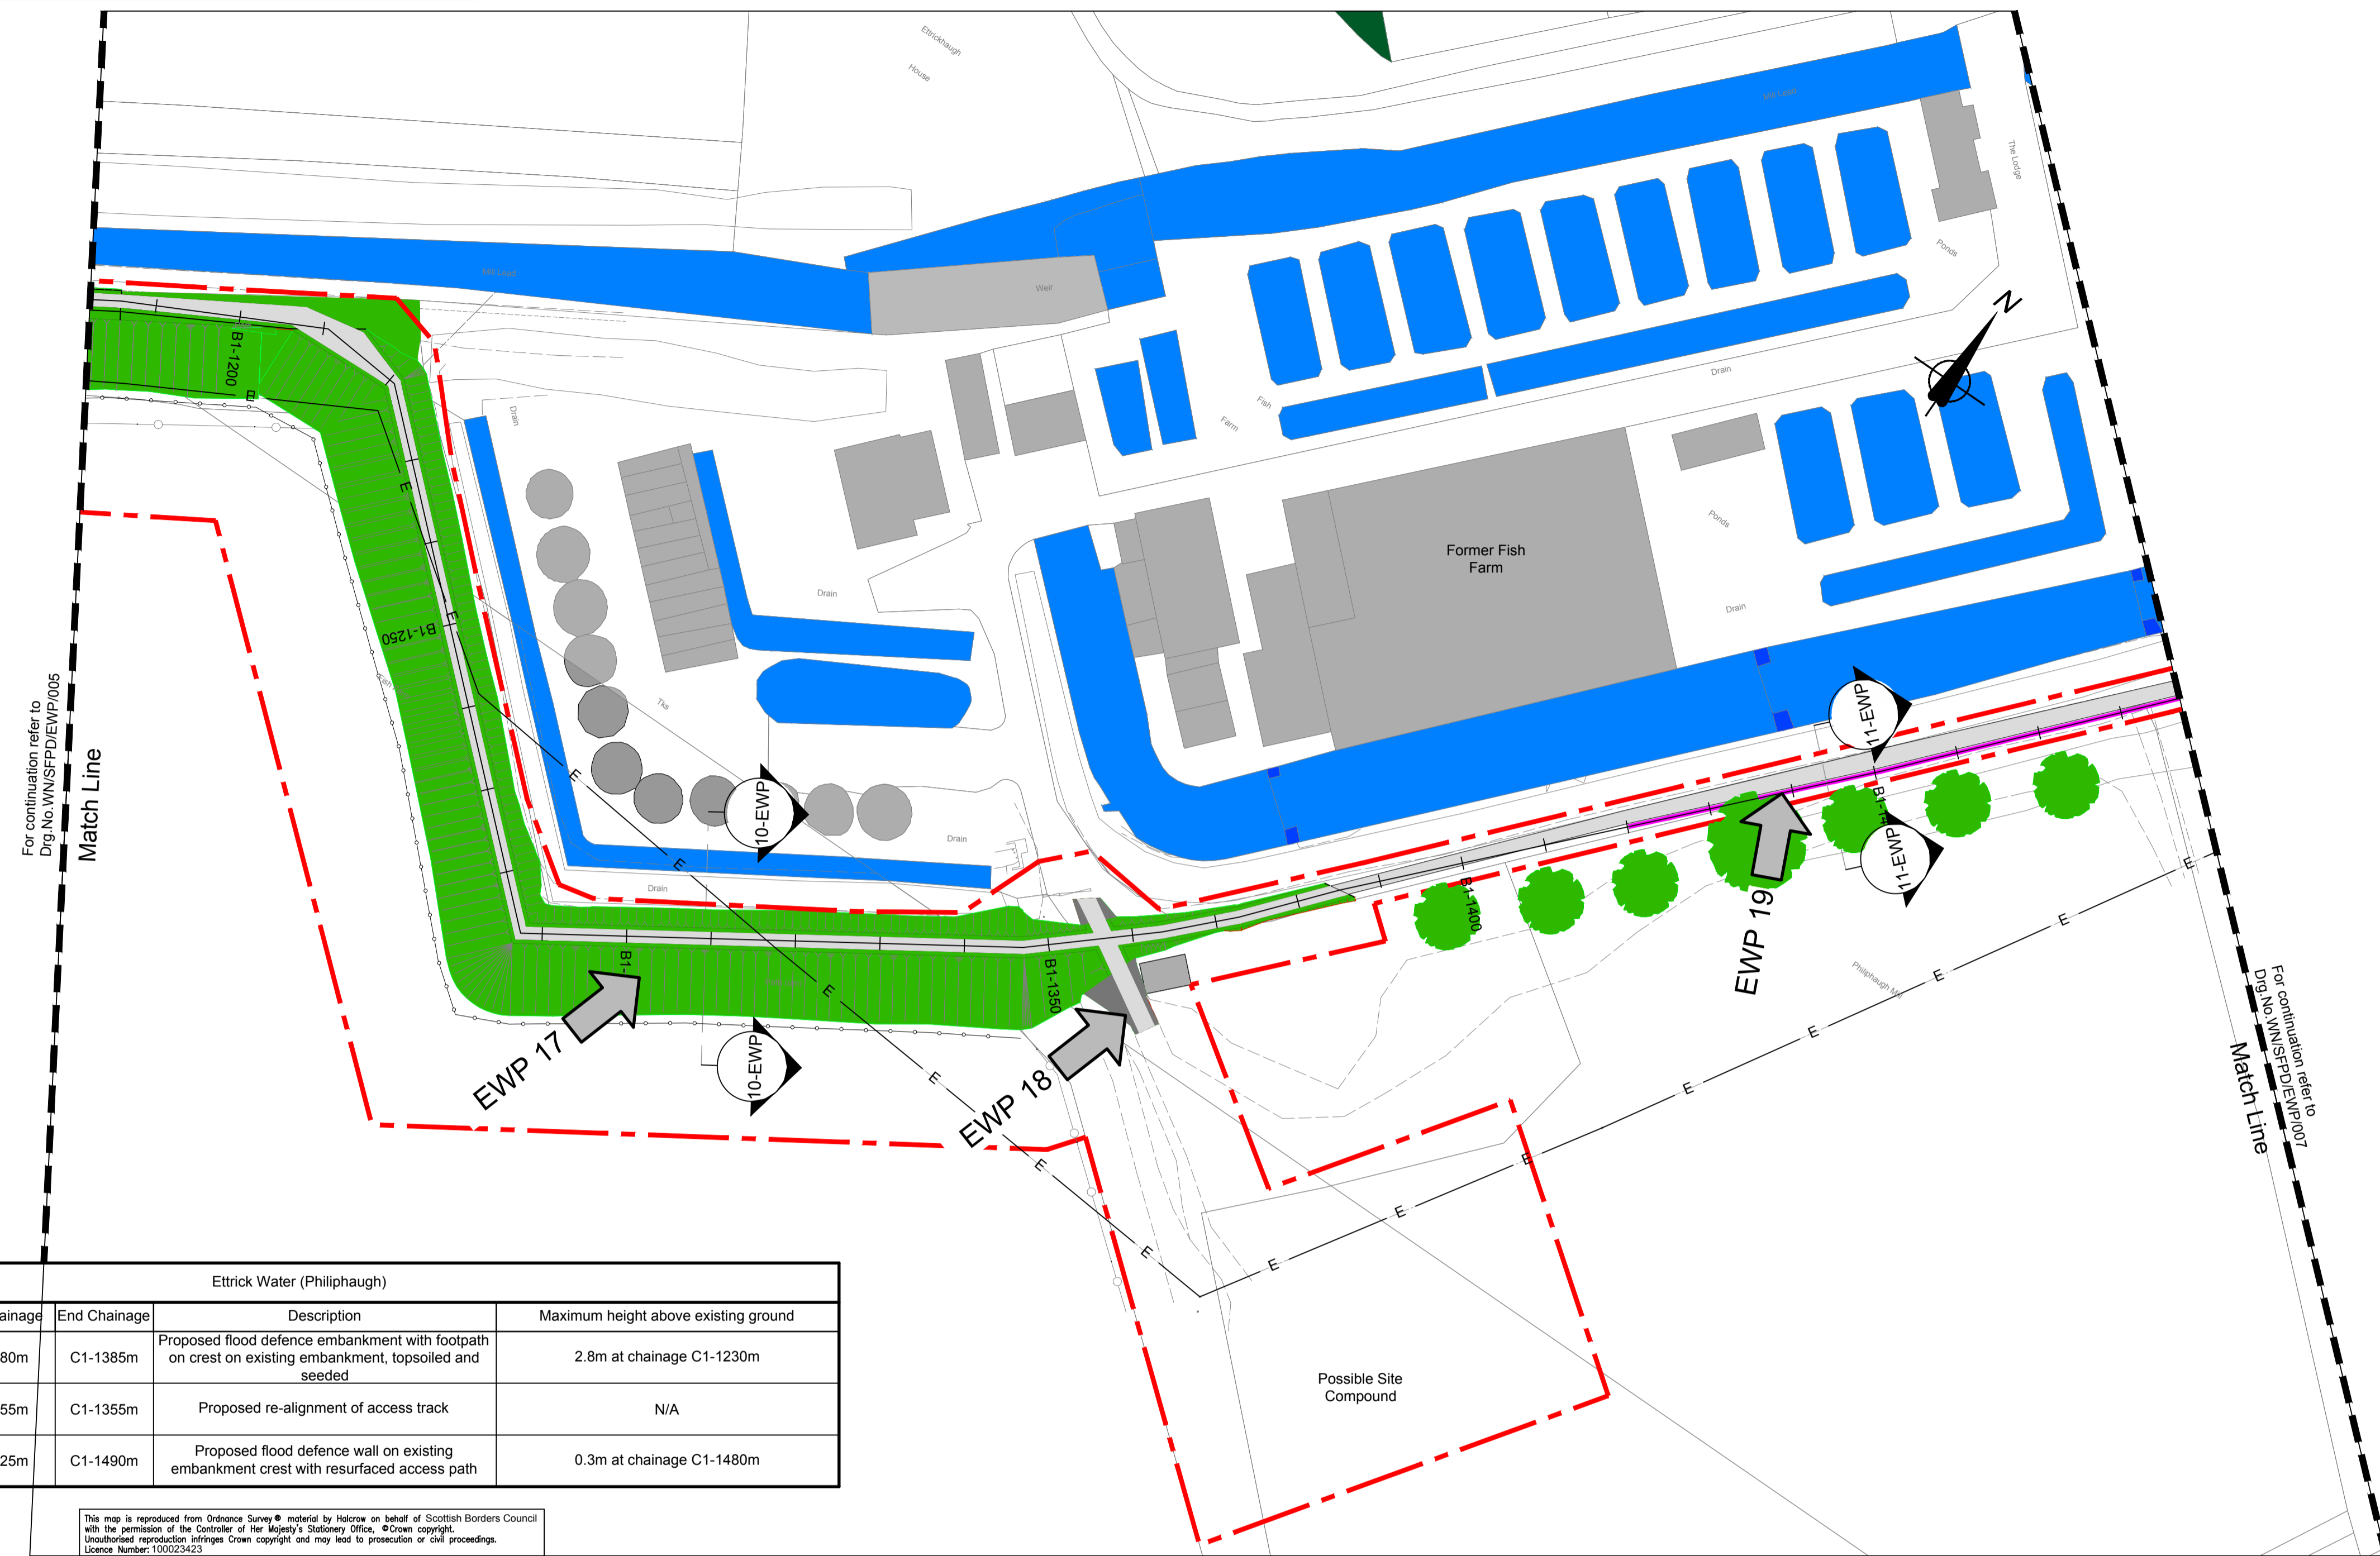 Ettrickhaugh
House
Mill Lead
The Lodge
Mill Lead
Weir
Ponds
N
B1-1200
E
Drain
Fish
Farm
Drain
E
Ponds
Former Fish
Farm
Drain
Drain
B1-1250
E
Tks
For continuation refer to
Drg.No.WN/SFPD/EWP/005
Match Line
11-EWP
E
10-EWP
Drain
Drain
E
11-EWP
E
B1-1400
EWP 19
E
E
B1-1350
E
Philiphaugh Mill
E
EWP 17
10-EWP
EWP 18
E
E
E
E
E
E
E
E
For continuation refer to
Drg.No.WN/SFPD/EWP/007
Match Line
Possible Site
Compound
Ettrick Water (Philiphaugh)
End Chainage
Description
Maximum height above existing ground
80m
C1-1385m
Proposed flood defence embankment with footpath
on crest on existing embankment, topsoiled and
seeded
2.8m at chainage C1-1230m
55m
C1-1355m
Proposed re-alignment of access track
N/A
25m
C1-1490m
Proposed flood defence wall on existing
embankment crest with resurfaced access path
0.3m at chainage C1-1480m
This map is reproduced from Ordnance Survey ® material by Halcrow on behalf of Scottish Borders Council
with the permission of the Controller of Her Majesty's Stationery Office, ©Crown copyright.
Unauthorised reproduction infringes Crown copyright and may lead to prosecution or civil proceedings.
Licence Number: 100023423